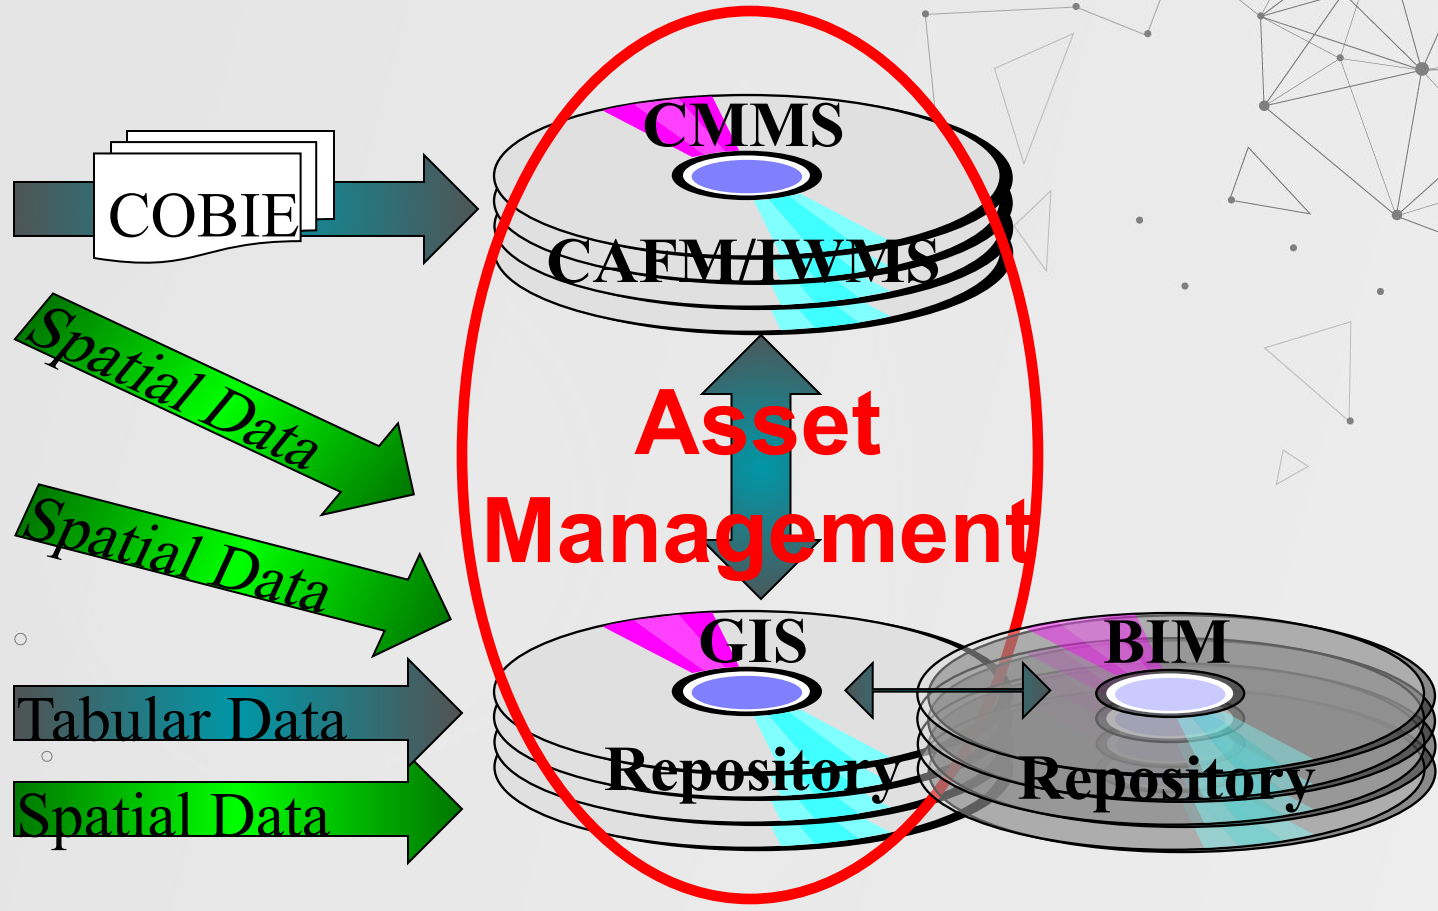 CMMS
COBIE
CAFM/IWMS
Spatial Data
Asset
Management
Spatial Data
GIS
BIM
Tabular Data
Repository
Repository
Spatial Data